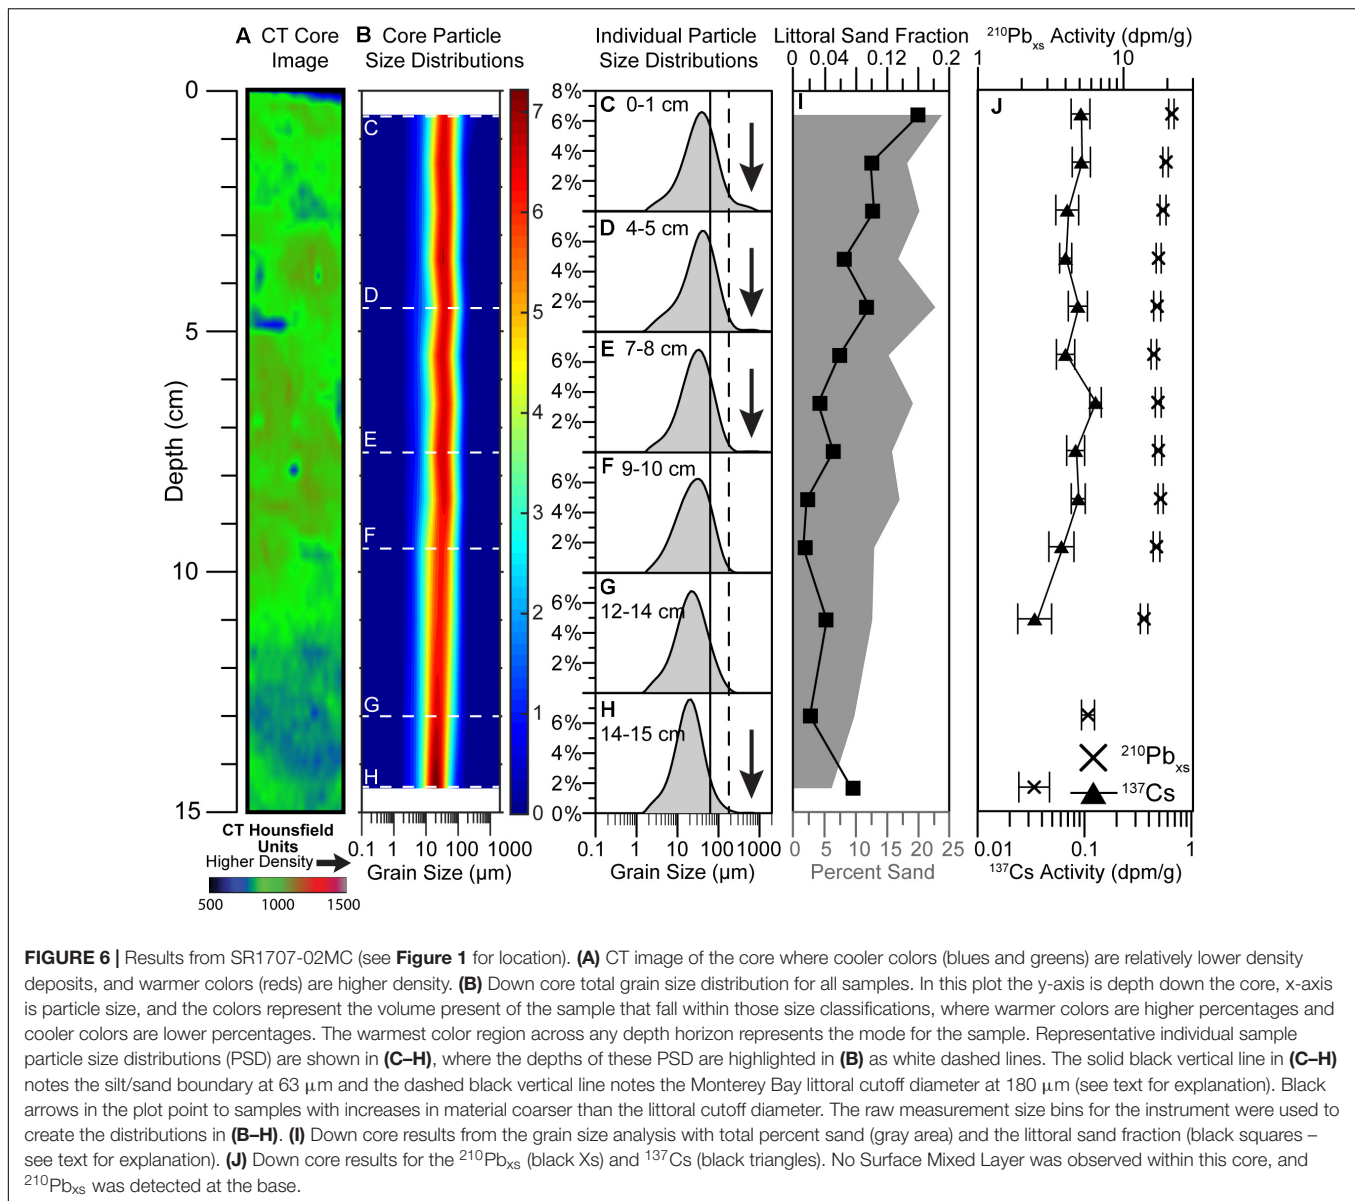 A CT Core Image
B Core Particle Size Distributions
Individual Particle Size Distributions
Littoral Sand Fraction
0 0.04 0.12 0.2
²¹⁰Pbxs Activity (dpm/g)
1 10
Depth (cm)
0
5
10
15
C
D
E
F
G
H
7
6
5
4
3
2
1
0
8%
6%
4%
2%
C 0-1 cm
6%
4%
2%
D 4-5 cm
6%
4%
2%
E 7-8 cm
6%
4%
2%
F 9-10 cm
6%
4%
2%
G 12-14 cm
6%
4%
2%
0%
H 14-15 cm
I
J
²¹⁰Pbxs
¹³⁷Cs
CT Hounsfield
Units
Higher Density
500 1000 1500
0.1 1 10 100 1000
Grain Size (µm)
0.1 10 100 1000
Grain Size (µm)
0 5 10 15 20 25
Percent Sand
0.01 0.1 1
¹³⁷Cs Activity (dpm/g)
FIGURE 6 | Results from SR1707-02MC (see Figure 1 for location). (A) CT image of the core where cooler colors (blues and greens) are relatively lower density
deposits, and warmer colors (reds) are higher density. (B) Down core total grain size distribution for all samples. In this plot the y-axis is depth down the core, x-axis
is particle size, and the colors represent the volume present of the sample that fall within those size classifications, where warmer colors are higher percentages and
cooler colors are lower percentages. The warmest color region across any depth horizon represents the mode for the sample. Representative individual sample
particle size distributions (PSD) are shown in (C–H), where the depths of these PSD are highlighted in (B) as white dashed lines. The solid black vertical line in (C–H)
notes the silt/sand boundary at 63 µm and the dashed black vertical line notes the Monterey Bay littoral cutoff diameter at 180 µm (see text for explanation). Black
arrows in the plot point to samples with increases in material coarser than the littoral cutoff diameter. The raw measurement size bins for the instrument were used to
create the distributions in (B–H). (I) Down core results from the grain size analysis with total percent sand (gray area) and the littoral sand fraction (black squares –
see text for explanation). (J) Down core results for the ²¹⁰Pbxs (black Xs) and ¹³⁷Cs (black triangles). No Surface Mixed Layer was observed within this core, and
²¹⁰Pbxs was detected at the base.